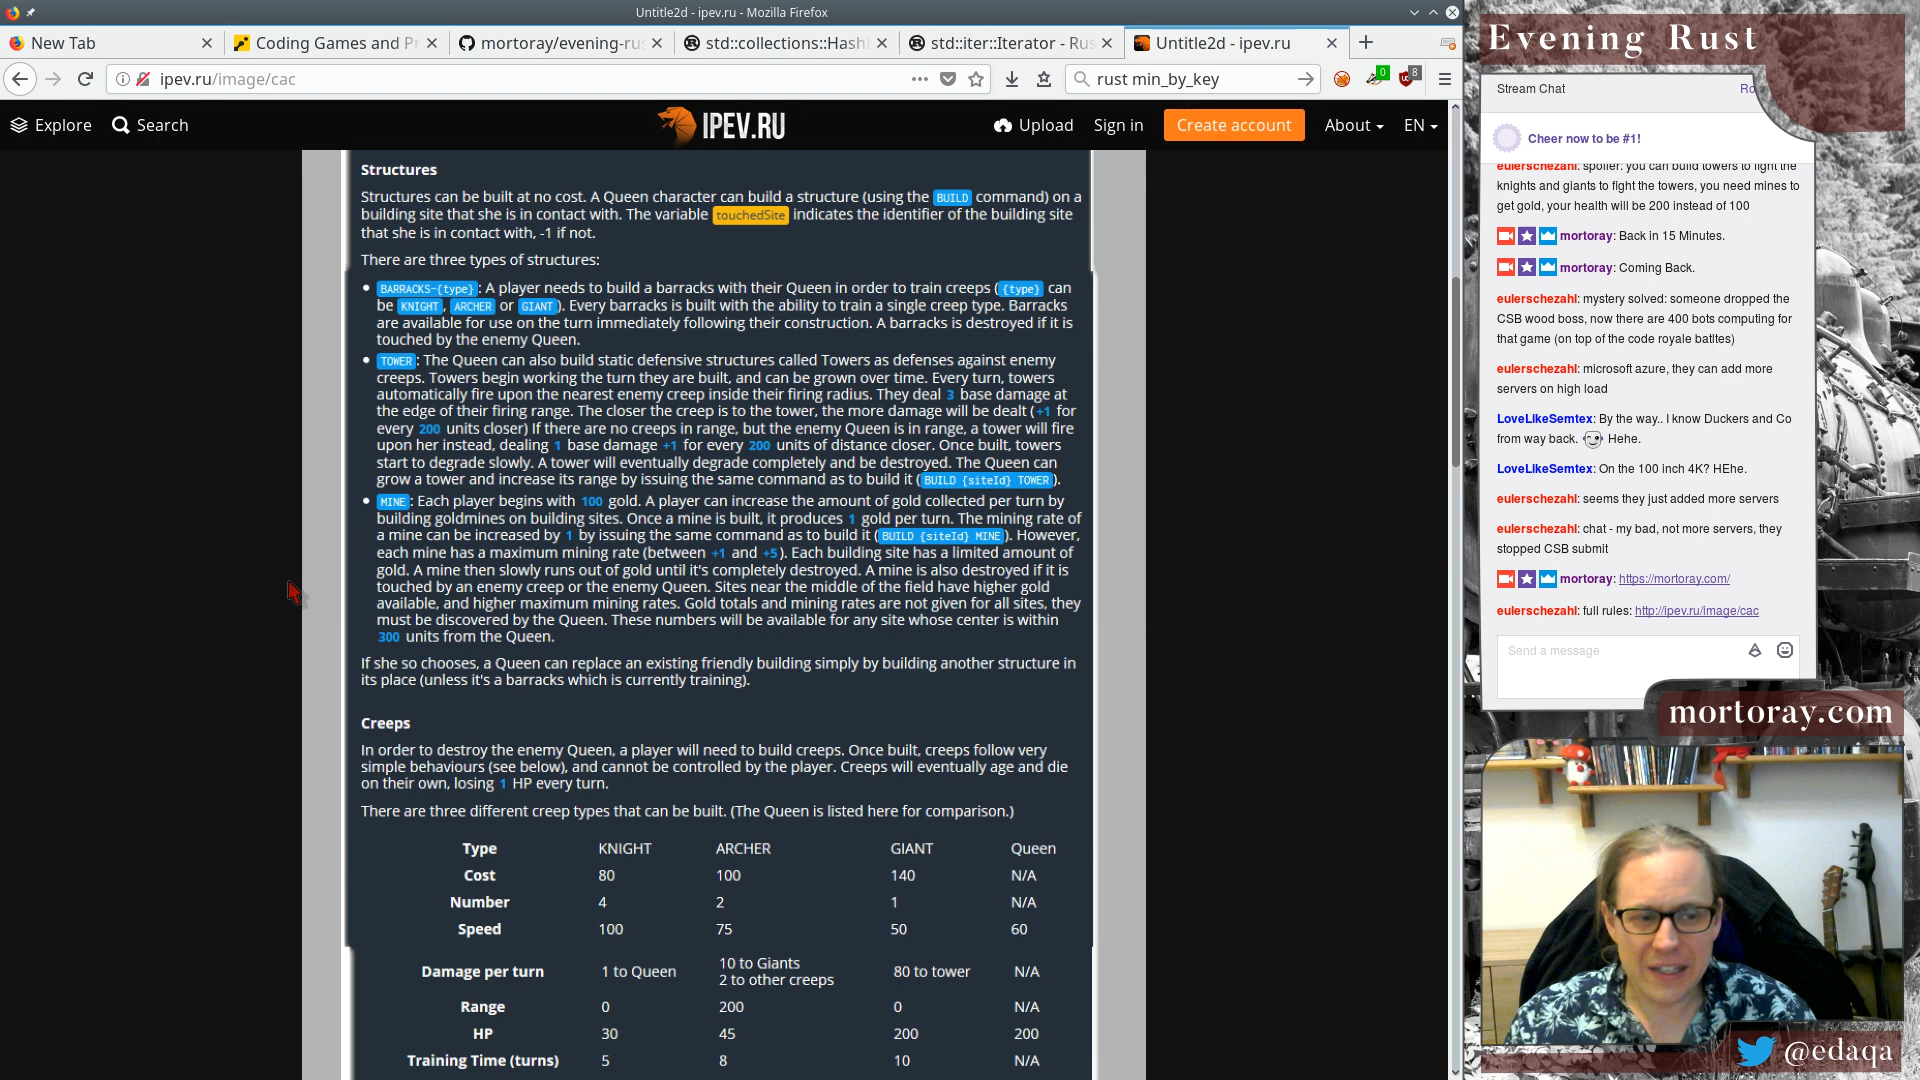 Untitle2d - ipev.ru - Mozilla Firefox
New Tab
Coding Games and Pr
mortoray/evening-rus
std::collections::Hash
std::iter::Iterator - Rus
Untitle2d - ipev.ru
ipev.ru/image/cac
rust min_by_key
0
8
Explore
Search
IPEV.RU
Upload
Sign in
Create account
About
EN
Structures
Structures can be built at no cost. A Queen character can build a structure (using the BUILD command) on a
building site that she is in contact with. The variable touchedSite indicates the identifier of the building site
that she is in contact with, -1 if not.
There are three types of structures:
BARRACKS-{type}: A player needs to build a barracks with their Queen in order to train creeps ({type} can
be KNIGHT, ARCHER or GIANT). Every barracks is built with the ability to train a single creep type. Barracks
are available for use on the turn immediately following their construction. A barracks is destroyed if it is
touched by the enemy Queen.
TOWER: The Queen can also build static defensive structures called Towers as defenses against enemy
creeps. Towers begin working the turn they are built, and can be grown over time. Every turn, towers
automatically fire upon the nearest enemy creep inside their firing radius. They deal 3 base damage at
the edge of their firing range. The closer the creep is to the tower, the more damage will be dealt (+1 for
every 200 units closer) If there are no creeps in range, but the enemy Queen is in range, a tower will fire
upon her instead, dealing 1 base damage +1 for every 200 units of distance closer. Once built, towers
start to degrade slowly. A tower will eventually degrade completely and be destroyed. The Queen can
grow a tower and increase its range by issuing the same command as to build it (BUILD {siteId} TOWER).
MINE: Each player begins with 100 gold. A player can increase the amount of gold collected per turn by
building goldmines on building sites. Once a mine is built, it produces 1 gold per turn. The mining rate of
a mine can be increased by 1 by issuing the same command as to build it (BUILD {siteId} MINE). However,
each mine has a maximum mining rate (between +1 and +5). Each building site has a limited amount of
gold. A mine then slowly runs out of gold until it's completely destroyed. A mine is also destroyed if it is
touched by an enemy creep or the enemy Queen. Sites near the middle of the field have higher gold
available, and higher maximum mining rates. Gold totals and mining rates are not given for all sites, they
must be discovered by the Queen. These numbers will be available for any site whose center is within
300 units from the Queen.
If she so chooses, a Queen can replace an existing friendly building simply by building another structure in
its place (unless it's a barracks which is currently training).
Creeps
In order to destroy the enemy Queen, a player will need to build creeps. Once built, creeps follow very
simple behaviours (see below), and cannot be controlled by the player. Creeps will eventually age and die
on their own, losing 1 HP every turn.
There are three different creep types that can be built. (The Queen is listed here for comparison.)
Type KNIGHT ARCHER GIANT Queen
Cost 80 100 140 N/A
Number 4 2 1 N/A
Speed 100 75 50 60
Damage per turn 1 to Queen 10 to Giants 2 to other creeps 80 to tower N/A
Range 0 200 0 N/A
HP 30 45 200 200
Training Time (turns) 5 8 10 N/A
Evening Rust
Stream Chat
Ro
Cheer now to be #1!
eulerschezahl: spoiler: you can build towers to fight the
knights and giants to fight the towers, you need mines to
get gold, your health will be 200 instead of 100
mortoray: Back in 15 Minutes.
mortoray: Coming Back.
eulerschezahl: mystery solved: someone dropped the
CSB wood boss, now there are 400 bots computing for
that game (on top of the code royale batltes)
eulerschezahl: microsoft azure, they can add more
servers on high load
LoveLikeSemtex: By the way.. I know Duckers and Co
from way back. Hehe.
LoveLikeSemtex: On the 100 inch 4K? HEhe.
eulerschezahl: seems they just added more servers
eulerschezahl: chat - my bad, not more servers, they
stopped CSB submit
mortoray: https://mortoray.com/
eulerschezahl: full rules: http://ipev.ru/image/cac
Send a message
mortoray.com
@edaqa